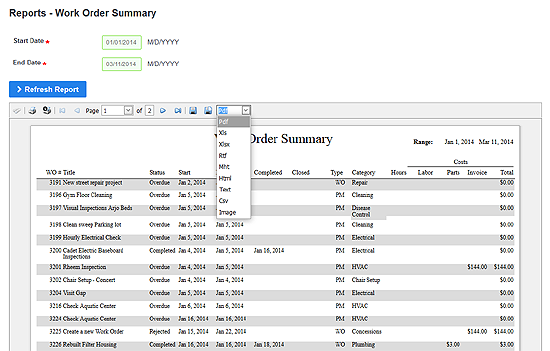 Reports - Work Order Summary
Start Date * 01/01/2014 M/D/YYYY
End Date * 03/11/2014 M/D/YYYY
> Refresh Report
Page 1 of 2 Pdf
Pdf
Xls
Xlsx
Rtf
Mht
Html
Text
Csv
Image
Order Summary
Range: Jan 1, 2014 Mar 11, 2014
Costs
WO # Title Status Start Completed Closed Type Category Hours Labor Parts Invoice Total
3191 New street repair project Overdue Jan 2, 2014 WO Repair $0.00
3196 Gym Floor Cleaning Overdue Jan 5, 2014 PM Cleaning $0.00
3197 Visual Inspections Arjo Beds Overdue Jan 5, 2014 PM Disease Control $0.00
3198 Clean sweep Parking lot Overdue Jan 5, 2014 Jan 5, 2014 PM Cleaning $0.00
3199 Hourly Electrical Check Overdue Jan 5, 2014 Jan 5, 2014 PM Electrical $0.00
3200 Cadet Electric Baseboard Inspections Completed Jan 4, 2014 Jan 5, 2014 Jan 16, 2014 PM Electrical $0.00
3201 Rheem Inspection Overdue Jan 5, 2014 Jan 5, 2014 PM HVAC $144.00 $144.00
3202 Chair Setup - Concert Overdue Jan 4, 2014 Jan 5, 2014 PM Chair Setup $0.00
3204 Visit Gap Overdue Jan 5, 2014 Jan 5, 2014 PM Electrical $0.00
3216 Check Aquatic Center Overdue Jan 6, 2014 Jan 6, 2014 PM HVAC $0.00
3224 Check Aquatic Center Overdue Jan 16, 2014 Jan 16, 2014 PM HVAC $0.00
3225 Create a new Work Order Rejected Jan 15, 2014 Jan 22, 2014 WO Concessions $144.00 $144.00
3226 Rebuilt Filter Housing Completed Jan 16, 2014 Jan 16, 2014 Jan 18, 2014 WO Plumbing $3.00 $3.00